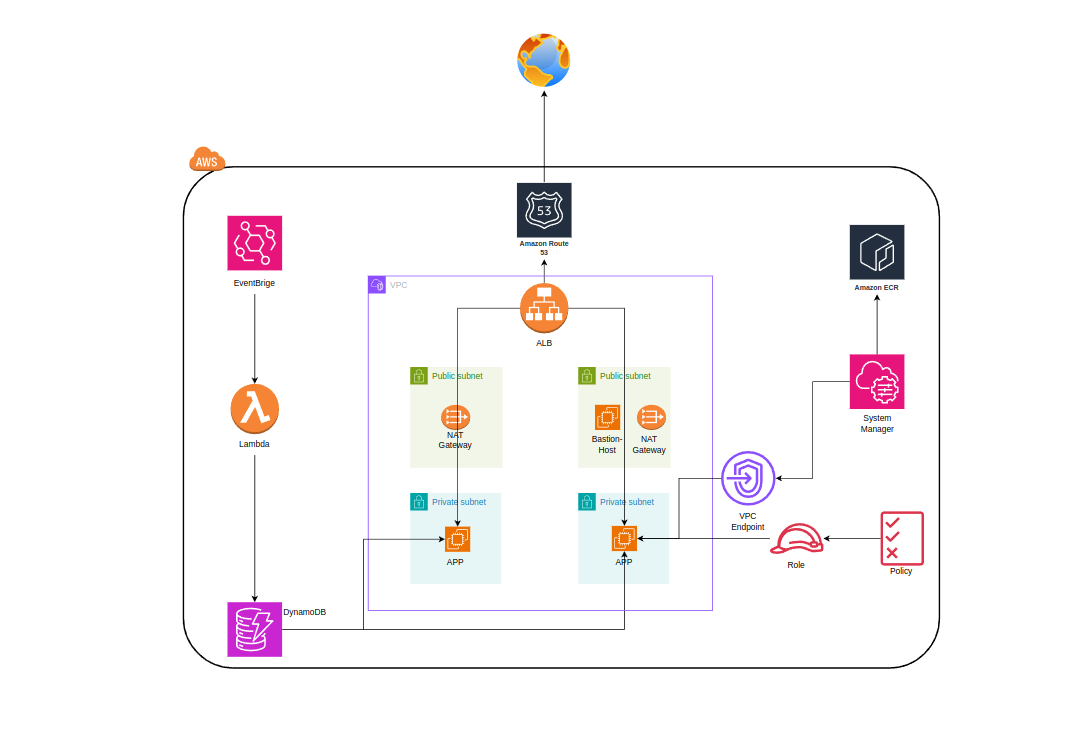 AWS
53
Amazon Route
53
EventBrige
Amazon ECR
VPC
ALB
Public subnet
Public subnet
NAT
Gateway
Bastion-
Host
NAT
Gateway
Lambda
System
Manager
Private subnet
Private subnet
VPC
Endpoint
APP
APP
Role
Policy
DynamoDB